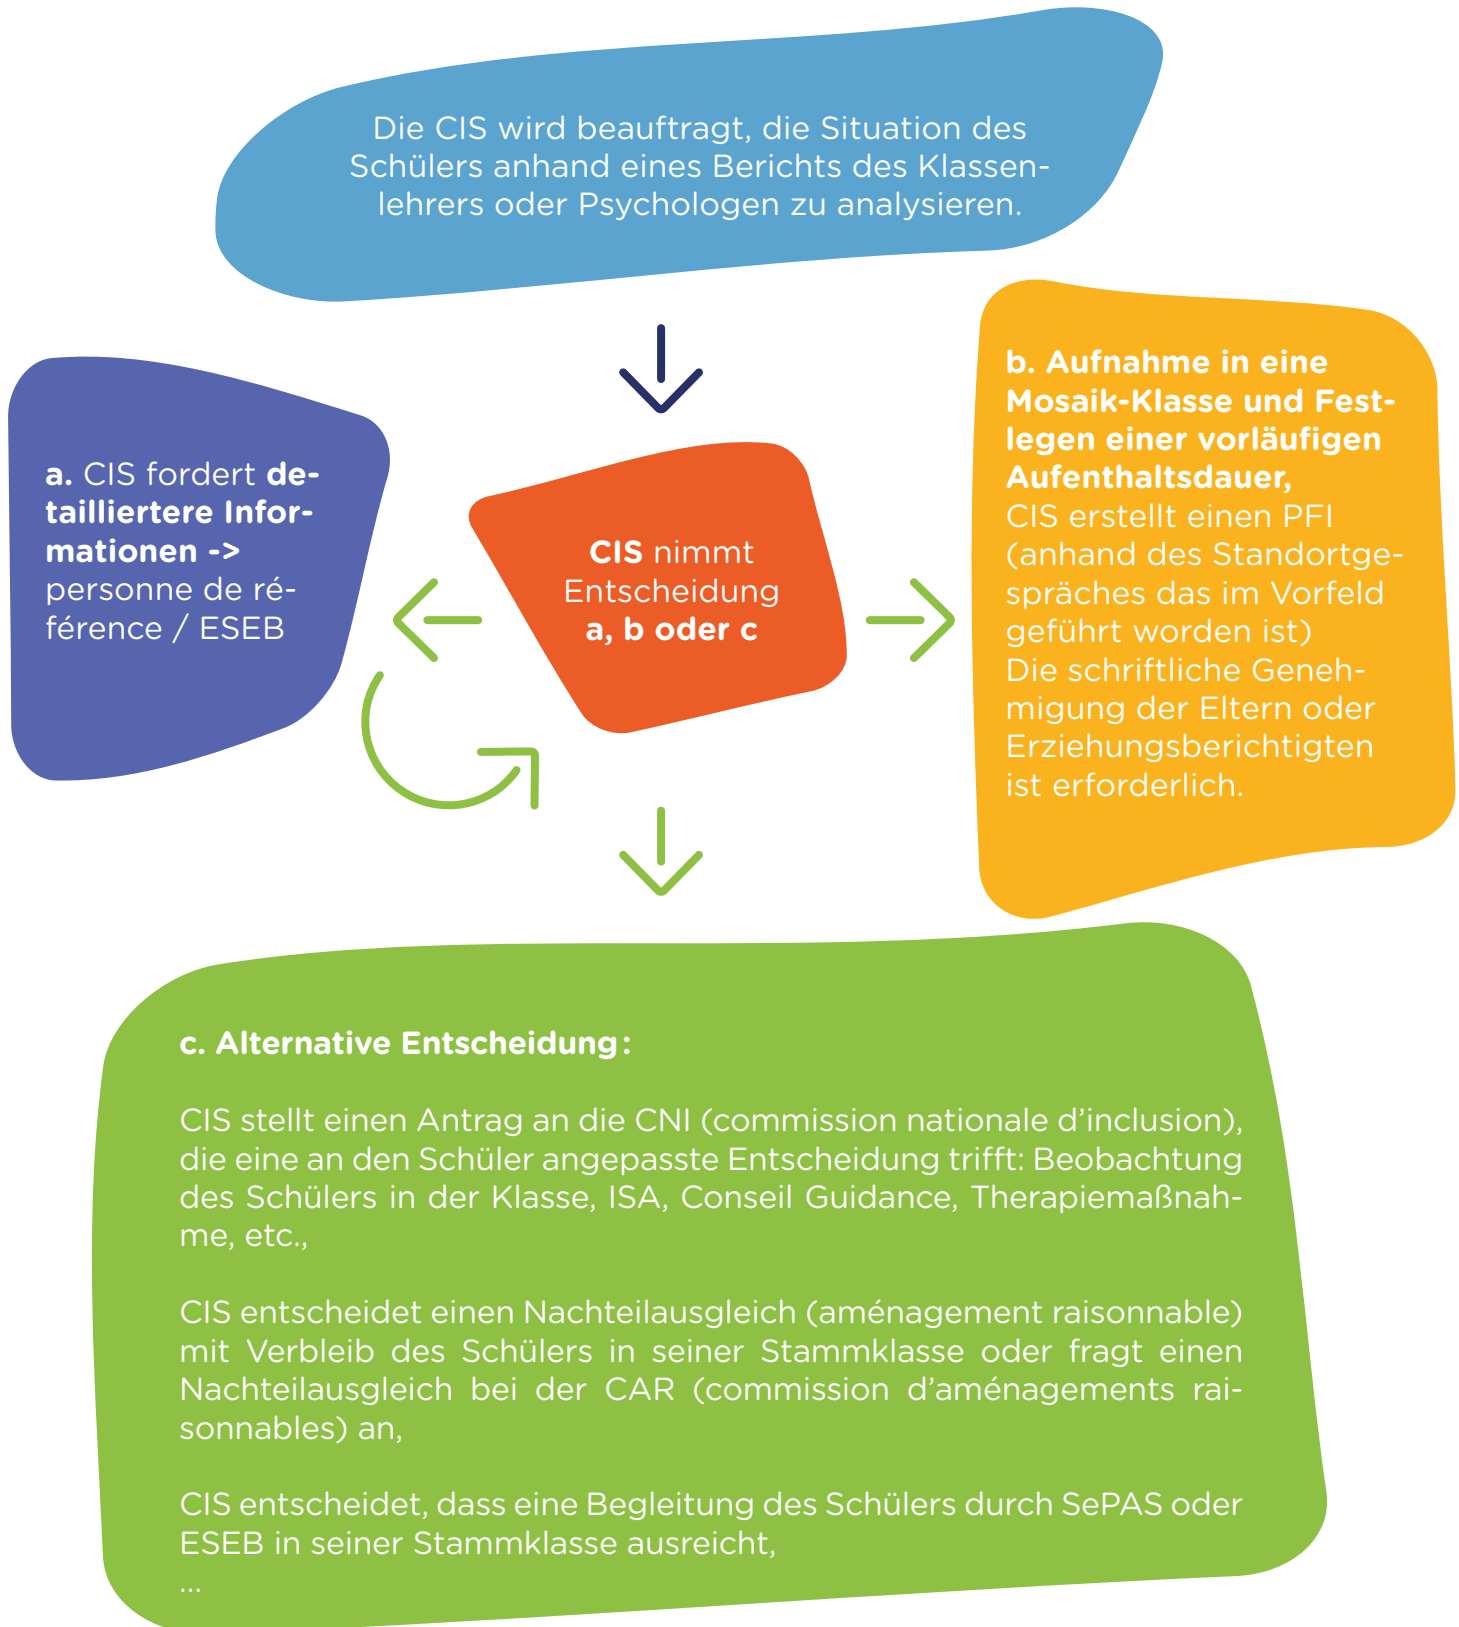 Die CIS wird beauftragt, die Situation des
Schülers anhand eines Berichts des Klassen-
lehrers oder Psychologen zu analysieren.
a. CIS fordert de-
tailliertere Infor-
mationen ->
personne de ré-
férence / ESEB
CIS nimmt
Entscheidung
a, b oder c
b. Aufnahme in eine
Mosaik-Klasse und Fest-
legen einer vorläufigen
Aufenthaltsdauer,
CIS erstellt einen PFI
(anhand des Standortge-
spräches das im Vorfeld
geführt worden ist)
Die schriftliche Geneh-
migung der Eltern oder
Erziehungsberichtigten
ist erforderlich.
c. Alternative Entscheidung:
CIS stellt einen Antrag an die CNI (commission nationale d’inclusion),
die eine an den Schüler angepasste Entscheidung trifft: Beobachtung
des Schülers in der Klasse, ISA, Conseil Guidance, Therapiemaßnah-
me, etc.,
CIS entscheidet einen Nachteilausgleich (aménagement raisonnable)
mit Verbleib des Schülers in seiner Stammklasse oder fragt einen
Nachteilausgleich bei der CAR (commission d’aménagements rai-
sonnables) an,
CIS entscheidet, dass eine Begleitung des Schülers durch SePAS oder
ESEB in seiner Stammklasse ausreicht,
...